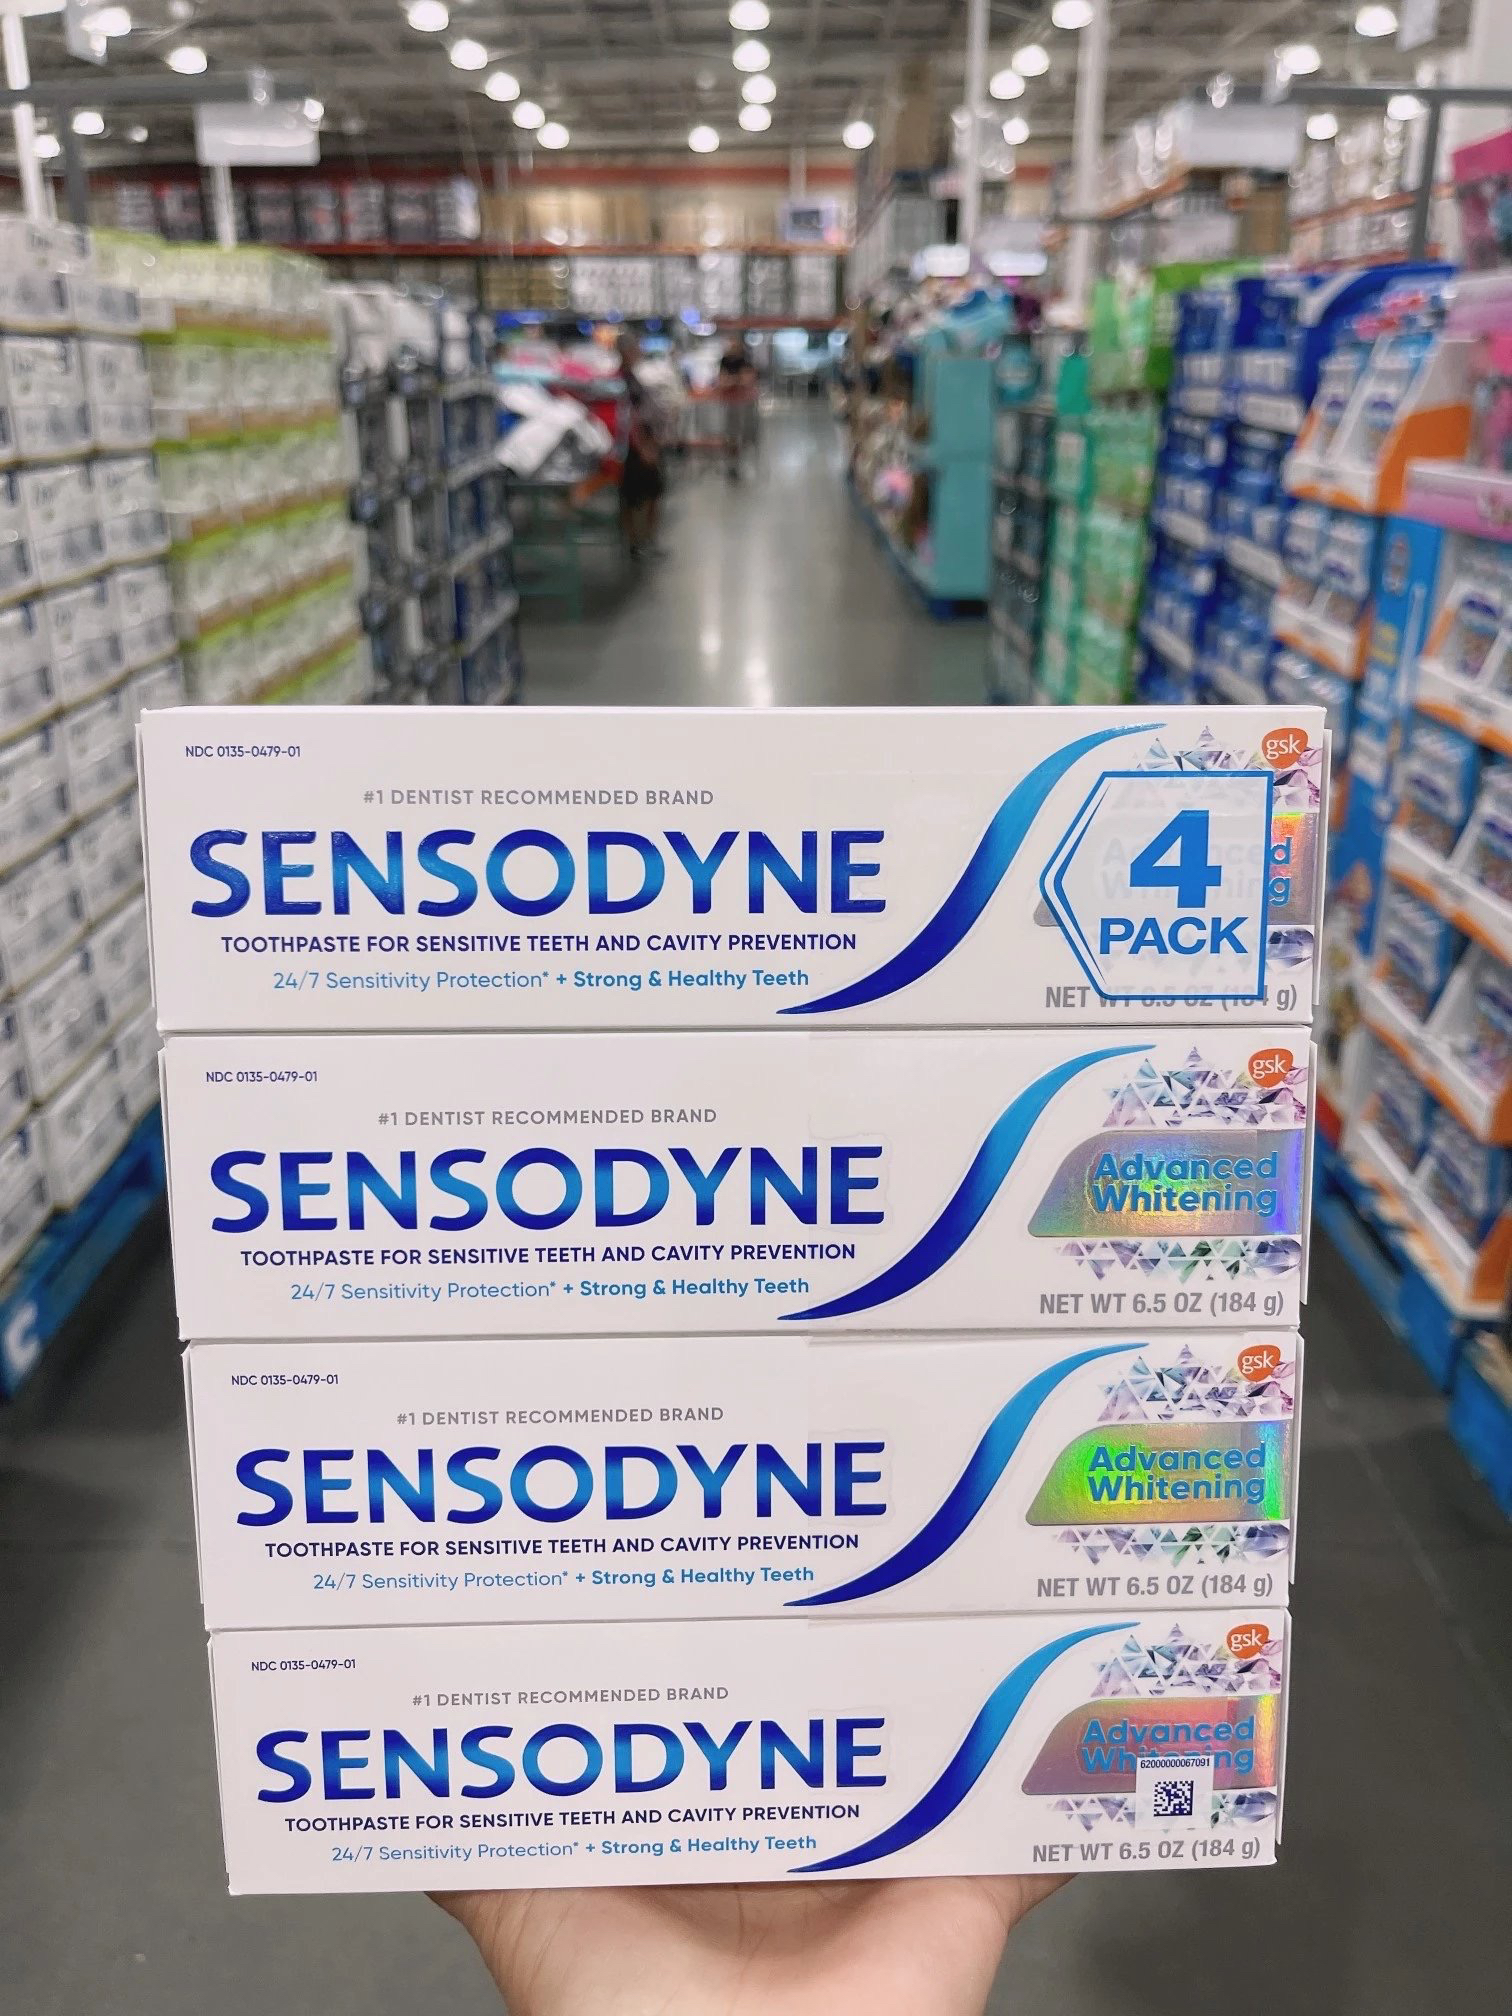 NDC 0135-0479-01
gsk
#1 DENTIST RECOMMENDED BRAND
SENSODYNE
4
PACK
TOOTHPASTE FOR SENSITIVE TEETH AND CAVITY PREVENTION
24/7 Sensitivity Protection* + Strong & Healthy Teeth
NET WT 6.5 OZ (184 g)
NDC 0135-0479-01
gsk
#1 DENTIST RECOMMENDED BRAND
SENSODYNE
Advanced
Whitening
TOOTHPASTE FOR SENSITIVE TEETH AND CAVITY PREVENTION
24/7 Sensitivity Protection* + Strong & Healthy Teeth
NET WT 6.5 OZ (184 g)
NDC 0135-0479-01
gsk
#1 DENTIST RECOMMENDED BRAND
SENSODYNE
Advanced
Whitening
TOOTHPASTE FOR SENSITIVE TEETH AND CAVITY PREVENTION
24/7 Sensitivity Protection* + Strong & Healthy Teeth
NET WT 6.5 OZ (184 g)
NDC 0135-0479-01
gsk
#1 DENTIST RECOMMENDED BRAND
SENSODYNE
Advanced
Whitening
62000000067091
TOOTHPASTE FOR SENSITIVE TEETH AND CAVITY PREVENTION
24/7 Sensitivity Protection* + Strong & Healthy Teeth
NET WT 6.5 OZ (184 g)